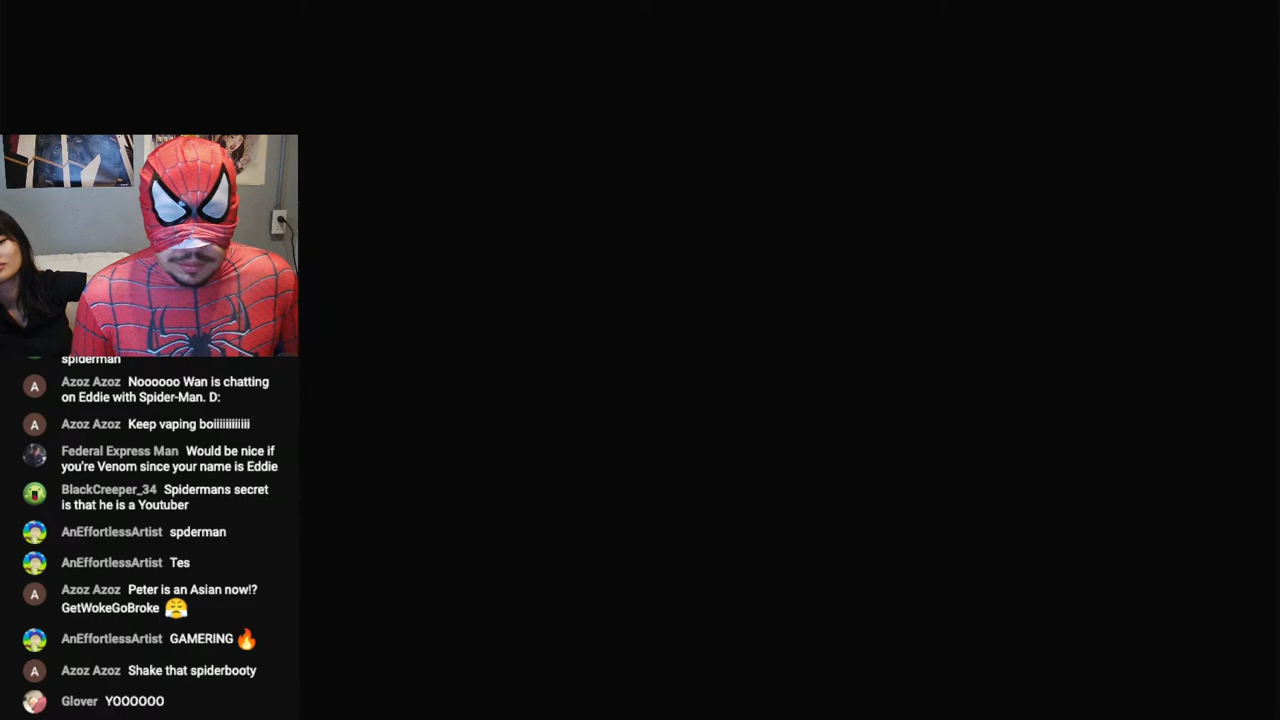 spiderman
Azoz Azoz Noooooo Wan is chatting
on Eddie with Spider-Man. D:
A
Azoz Azoz Keep vaping boiiiiiiiiiiii
A
Federal Express Man Would be nice if
you're Venom since your name is Eddie
BlackCreeper_34 Spidermans secret
is that he is a Youtuber
AnEffortlessArtist spderman
AnEffortlessArtist Tes
Azoz Azoz Peter is an Asian now!?
A
GetWokeGoBroke 😤
AnEffortlessArtist GAMERING 🔥
A
Azoz Azoz Shake that spiderbooty
Glover YOOOOOO